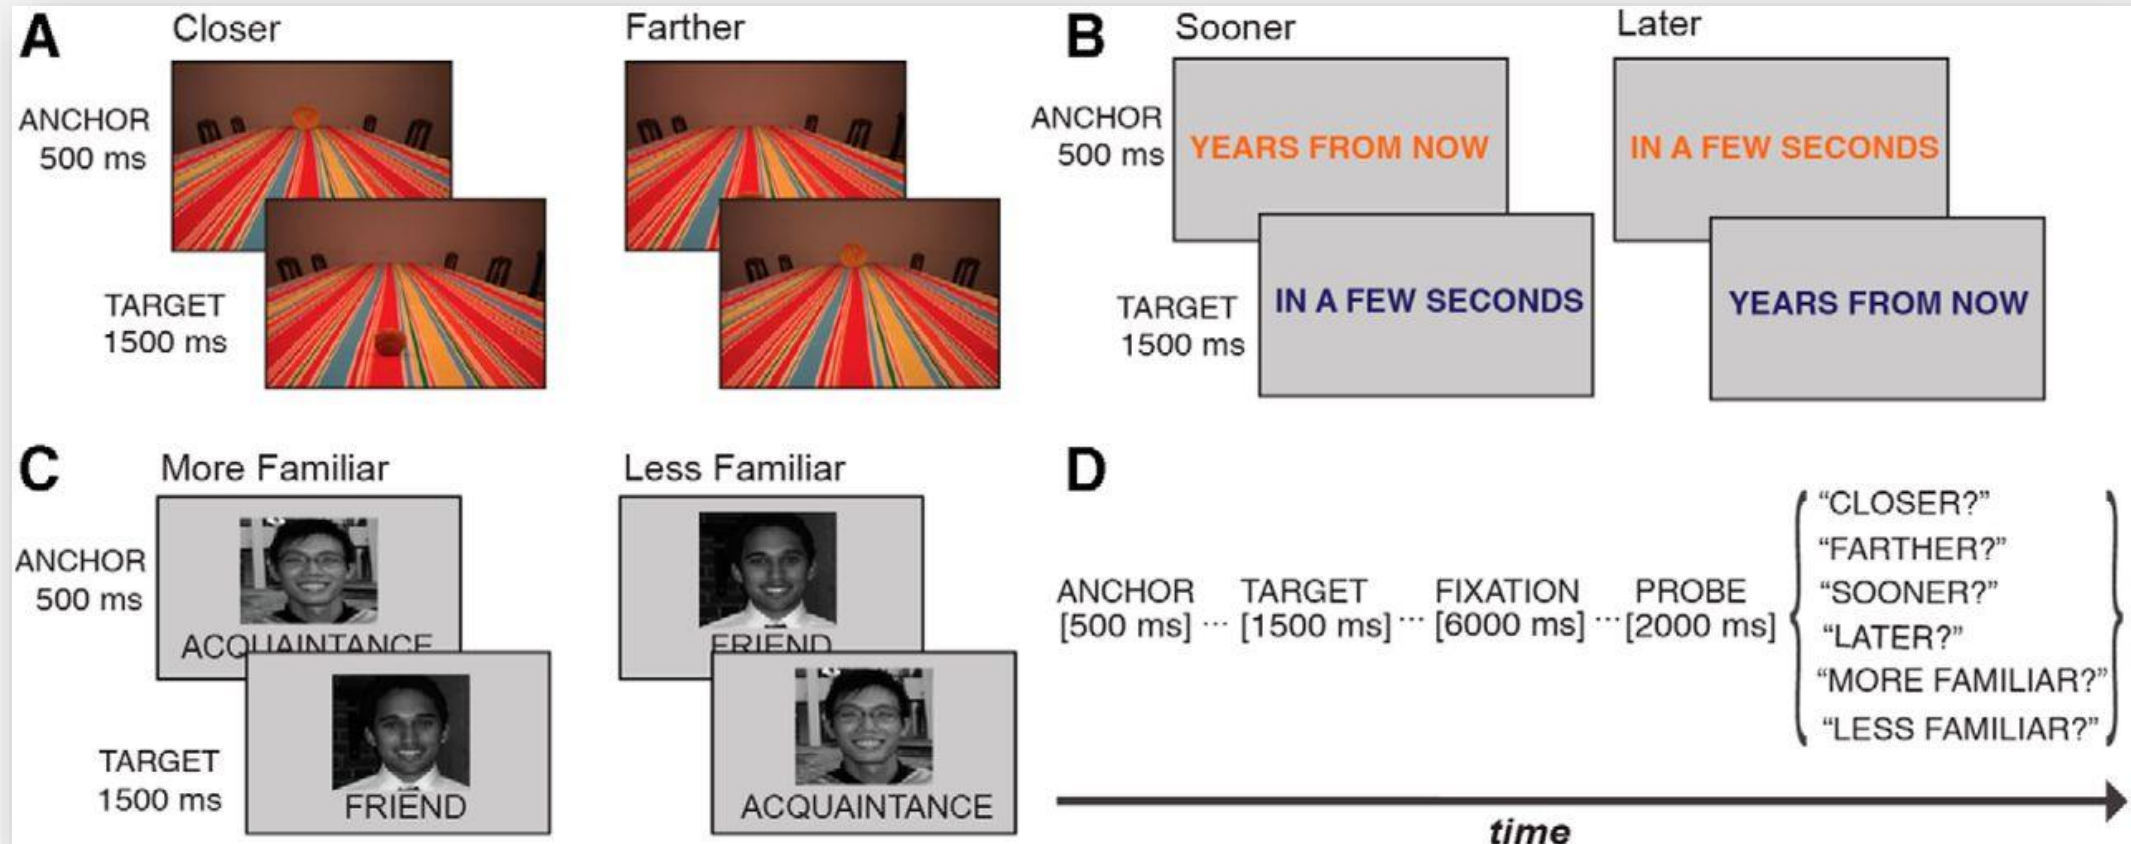 A
Closer
Farther
ANCHOR
500 ms
TARGET
1500 ms
B
Sooner
Later
ANCHOR
500 ms
YEARS FROM NOW
IN A FEW SECONDS
TARGET
1500 ms
IN A FEW SECONDS
YEARS FROM NOW
C
More Familiar
Less Familiar
ANCHOR
500 ms
ACQUAINTANCE
FRIEND
TARGET
1500 ms
FRIEND
ACQUAINTANCE
D
ANCHOR ... TARGET ... FIXATION ... PROBE
[500 ms] [1500 ms] [6000 ms] [2000 ms]
“CLOSER?”
“FARTHER?”
“SOONER?”
“LATER?”
“MORE FAMILIAR?”
“LESS FAMILIAR?”
time